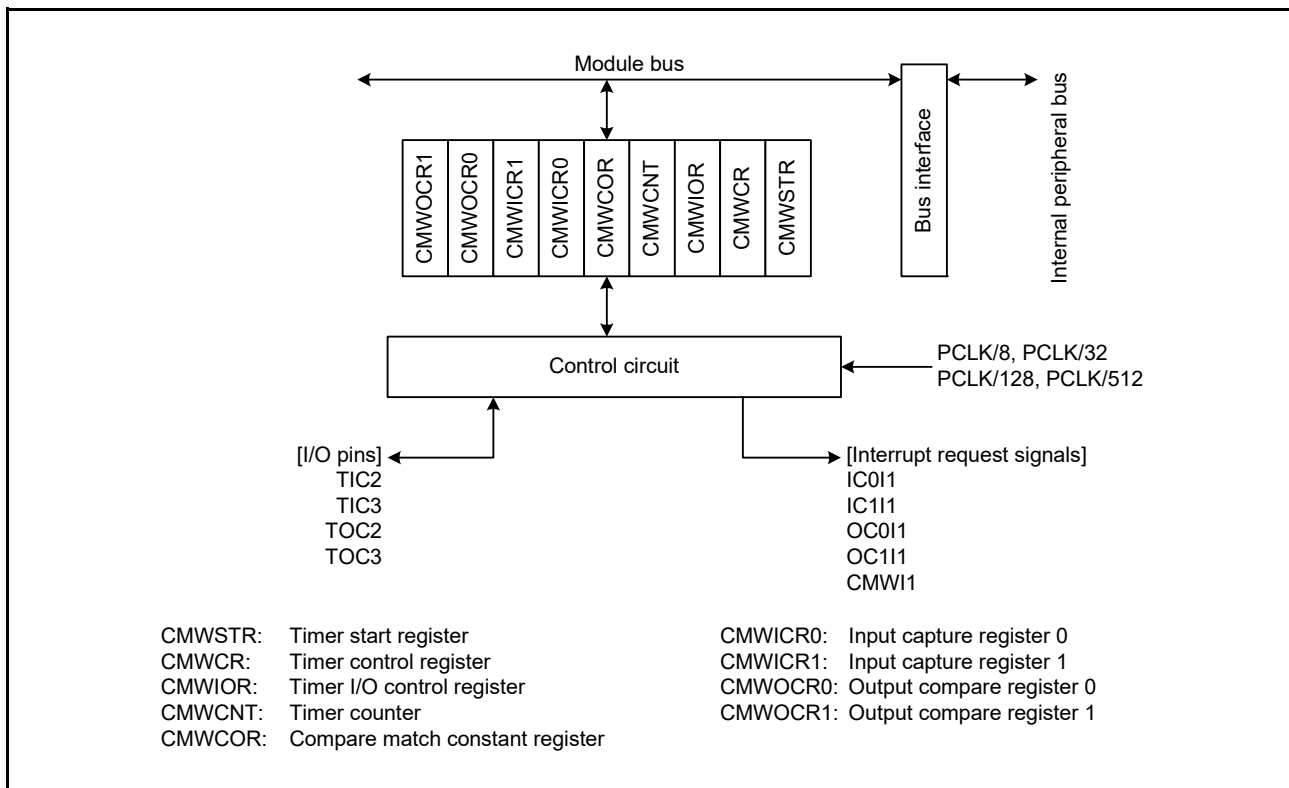 Module bus
Bus interface
Internal peripheral bus
CMWOCR1
CMWOCR0
CMWICR1
CMWICR0
CMWCOR
CMWCNT
CMWIOR
CMWCR
CMWSTR
Control circuit
PCLK/8, PCLK/32
PCLK/128, PCLK/512
[I/O pins]
TIC2
TIC3
TOC2
TOC3
[Interrupt request signals]
IC0I1
IC1I1
OC0I1
OC1I1
CMWI1
CMWSTR: Timer start register
CMWCR: Timer control register
CMWIOR: Timer I/O control register
CMWCNT: Timer counter
CMWCOR: Compare match constant register
CMWICR0: Input capture register 0
CMWICR1: Input capture register 1
CMWOCR0: Output compare register 0
CMWOCR1: Output compare register 1